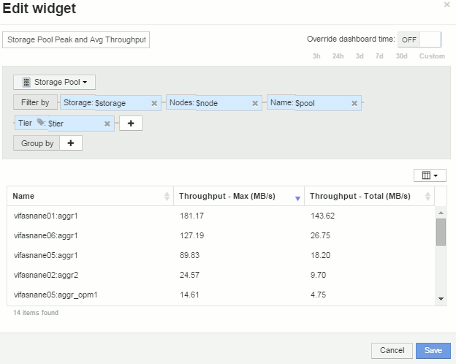 Edit widget
×
Storage Pool Peak and Avg Throughput
Override dashboard time: OFF
3h 24h 3d 7d 30d Custom
Storage Pool
Filter by Storage: $storage × Nodes: $node × Name: $pool ×
Tier $tier × +
Group by +
Name Throughput - Max (MB/s) Throughput - Total (MB/s)
vifasnane01:aggr1 181.17 143.62
vifasnane06:aggr1 127.19 26.75
vifasnane05:aggr1 89.83 18.20
vifasnane02:aggr2 24.57 9.70
vifasnane05:aggr_opm1 14.61 4.75
14 items found
Cancel Save